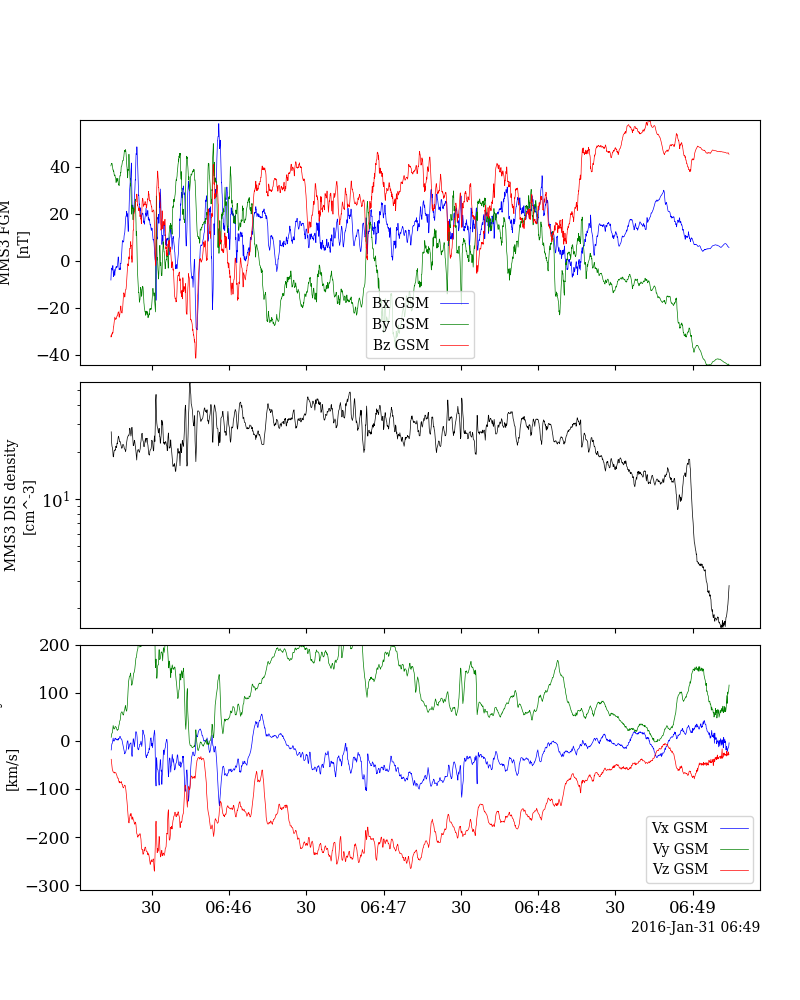 40
20
0
−20
−40
MMS3 FGM
[nT]
Bx GSM
By GSM
Bz GSM
10¹
MMS3 DIS density
[cm^-3]
200
100
0
−100
−200
−300
[km/s]
Vx GSM
Vy GSM
Vz GSM
30 06:46 30 06:47 30 06:48 30 06:49
2016-Jan-31 06:49